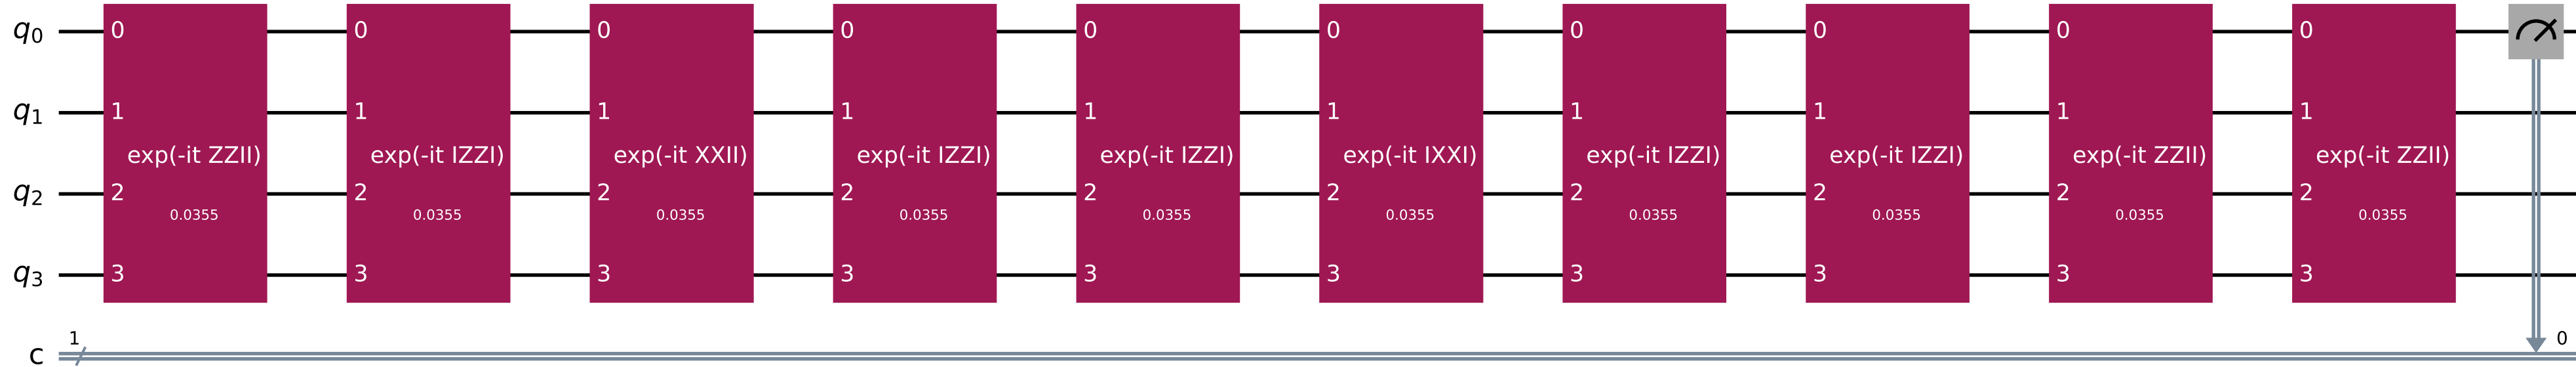 q0 0 0 0 0 0 0 0 0 0 0
q1 1 1 1 1 1 1 1 1 1 1
exp(-it ZZII) exp(-it IZZI) exp(-it XXII) exp(-it IZZI) exp(-it IZZI) exp(-it IXXI) exp(-it IZZI) exp(-it IZZI) exp(-it ZZII) exp(-it ZZII)
q2 2 2 2 2 2 2 2 2 2 2
0.0355 0.0355 0.0355 0.0355 0.0355 0.0355 0.0355 0.0355 0.0355 0.0355
q3 3 3 3 3 3 3 3 3 3 3
1 0
c